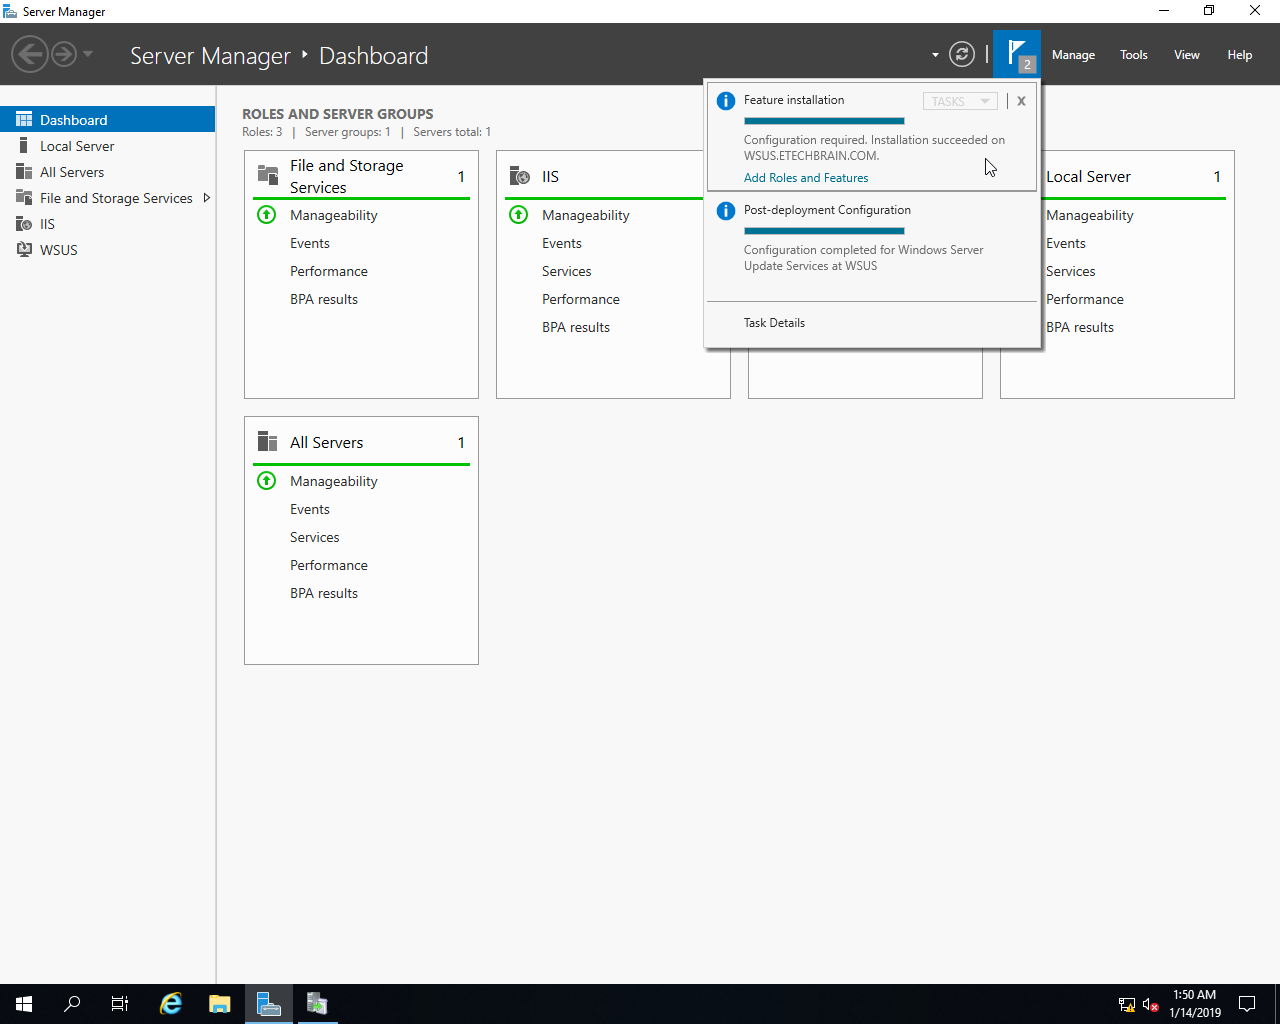 Server Manager
Server Manager ‣ Dashboard
2
Manage
Tools
View
Help
Dashboard
Local Server
All Servers
File and Storage Services
IIS
WSUS
ROLES AND SERVER GROUPS
Roles: 3 | Server groups: 1 | Servers total: 1
File and Storage
Services
1
Manageability
Events
Performance
BPA results
IIS
Manageability
Events
Services
Performance
BPA results
Feature installation
TASKS
X
Configuration required. Installation succeeded on
WSUS.ETECHBRAIN.COM.
Add Roles and Features
Post-deployment Configuration
Configuration completed for Windows Server
Update Services at WSUS
Task Details
Local Server
1
Manageability
Events
Services
Performance
BPA results
All Servers
1
Manageability
Events
Services
Performance
BPA results
1:50 AM
1/14/2019